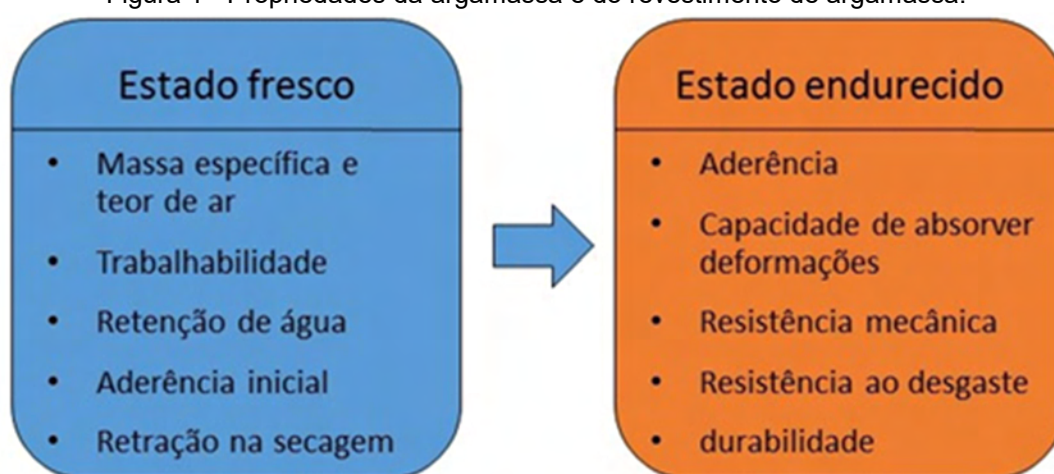 Figura 1 - Propriedades da argamassa e do revestimento de argamassa.
Estado fresco
• Massa específica e
teor de ar
• Trabalhabilidade
• Retenção de água
• Aderência inicial
• Retração na secagem
Estado endurecido
• Aderência
• Capacidade de absorver
deformações
• Resistência mecânica
• Resistência ao desgaste
• durabilidade